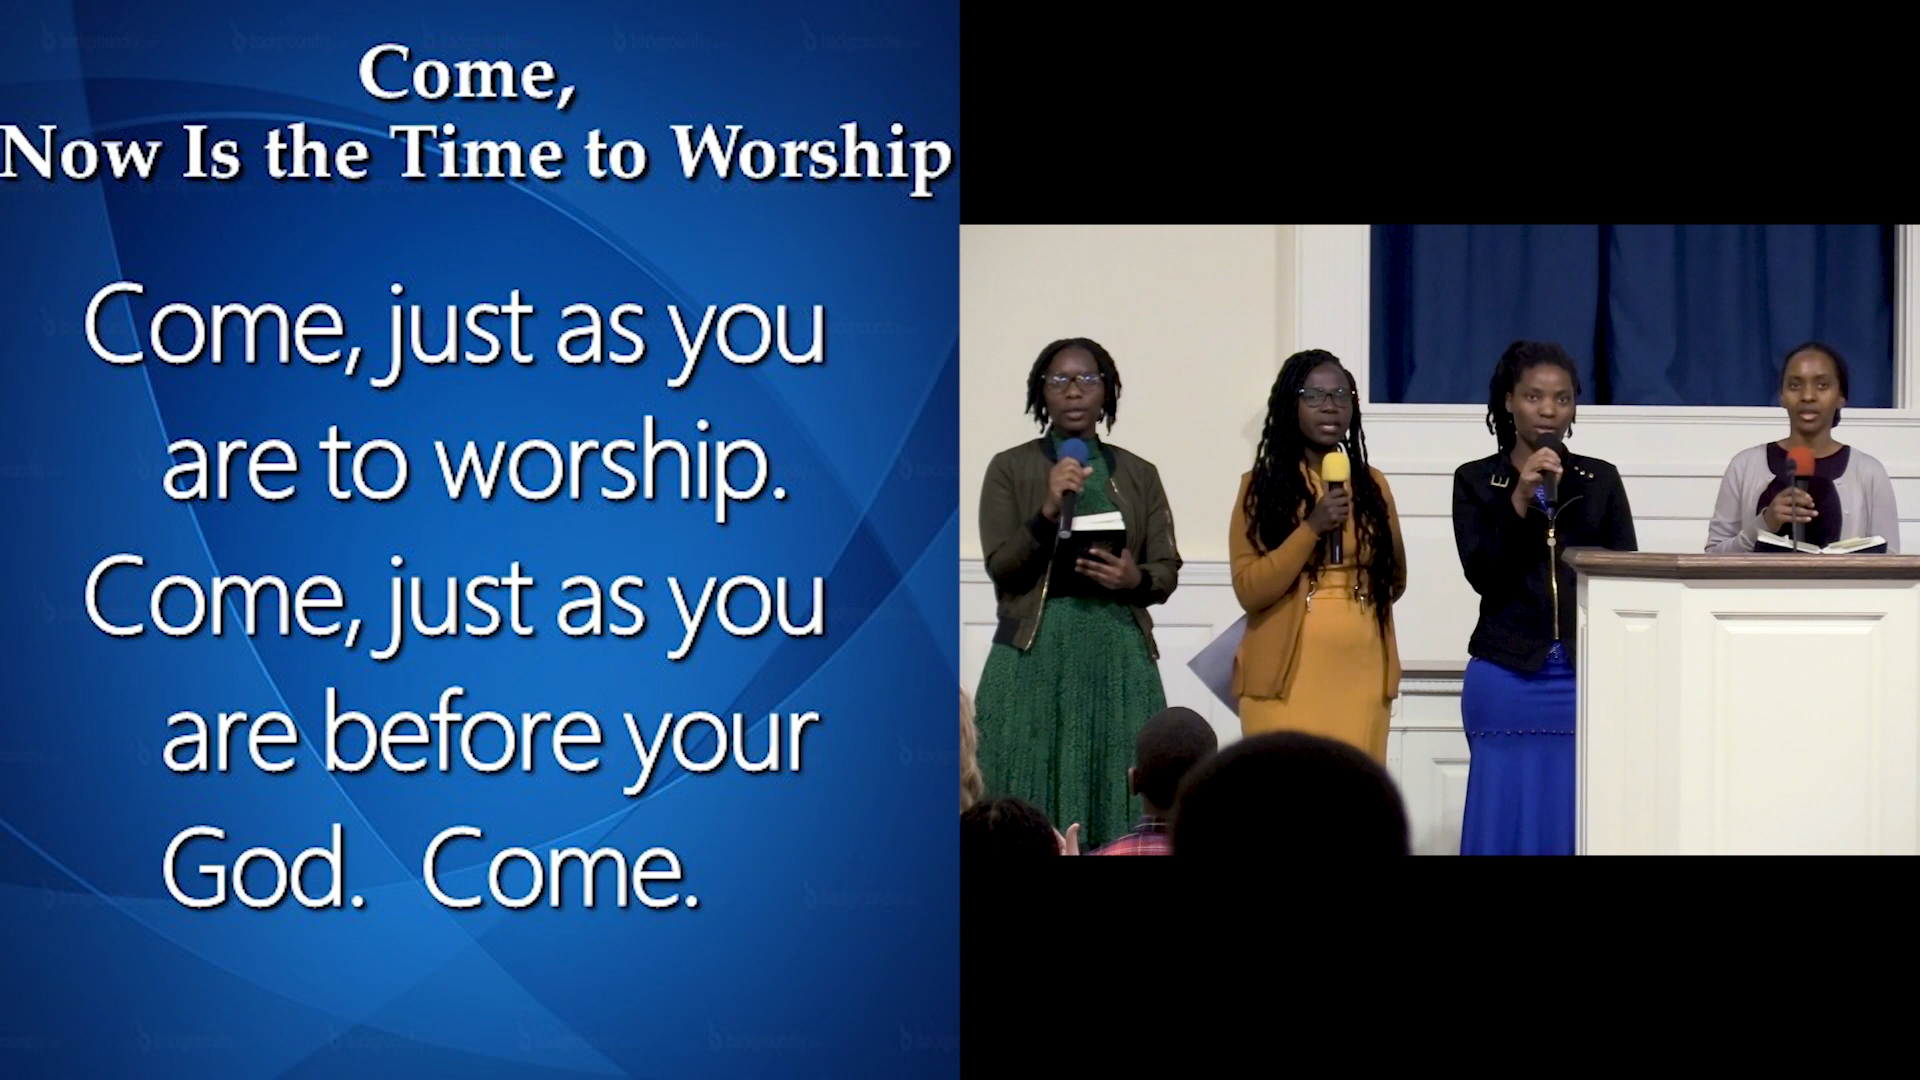 Come,
Now Is the Time to Worship
Come, just as you
are to worship.
Come, just as you
are before your
God. Come.